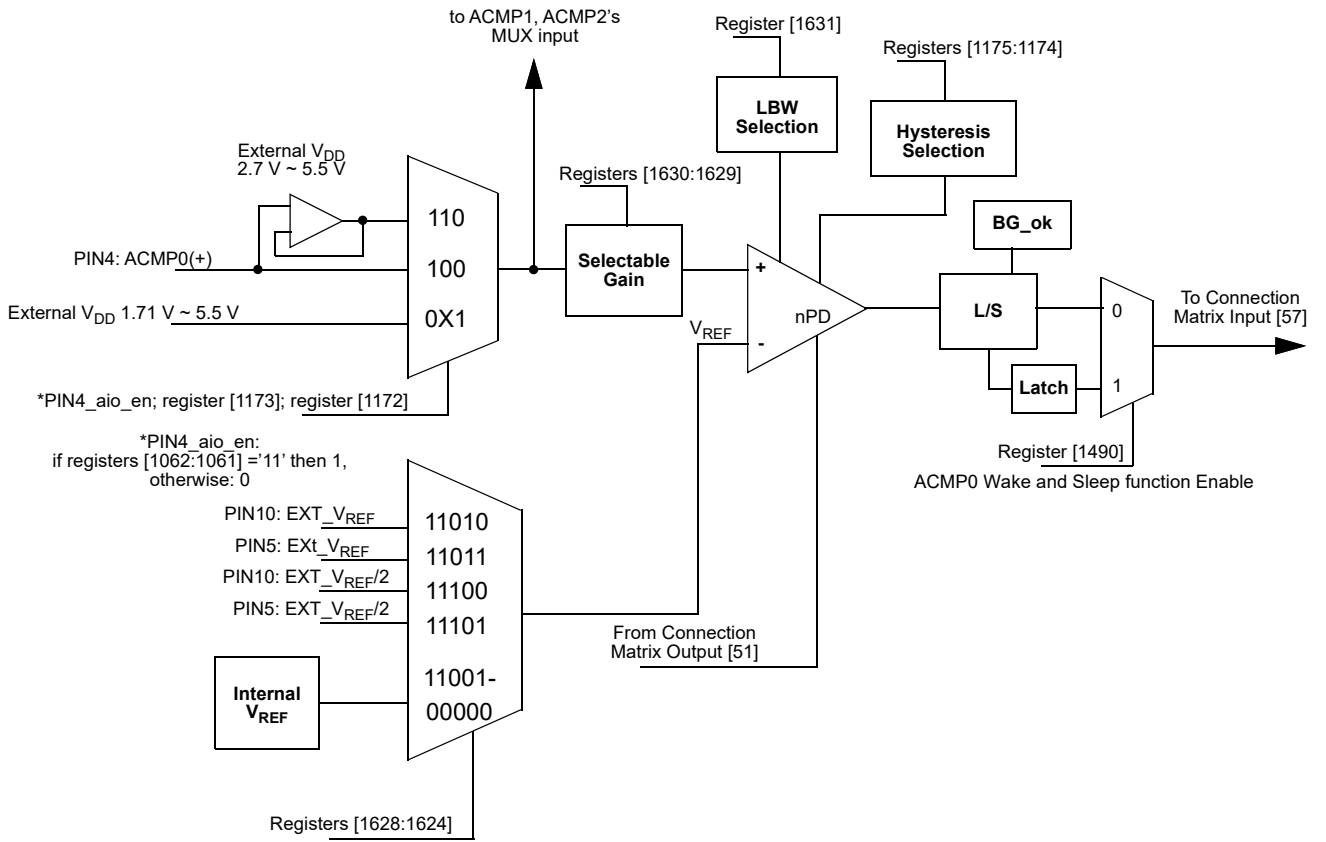 to ACMP1, ACMP2's
MUX input
Register [1631]
Registers [1175:1174]
LBW
Selection
Hysteresis
Selection
External VDD
2.7 V ~ 5.5 V
Registers [1630:1629]
110
BG_ok
PIN4: ACMP0(+)
100
Selectable
Gain
+
L/S
0
To Connection
Matrix Input [57]
External VDD 1.71 V ~ 5.5 V
0X1
nPD
VREF
-
Latch
1
*PIN4_aio_en; register [1173]; register [1172]
*PIN4_aio_en:
if registers [1062:1061] ='11' then 1,
otherwise: 0
Register [1490]
ACMP0 Wake and Sleep function Enable
PIN10: EXT_VREF
11010
PIN5: EXt_VREF
11011
PIN10: EXT_VREF/2
11100
PIN5: EXT_VREF/2
11101
From Connection
Matrix Output [51]
Internal
VREF
11001-
00000
Registers [1628:1624]